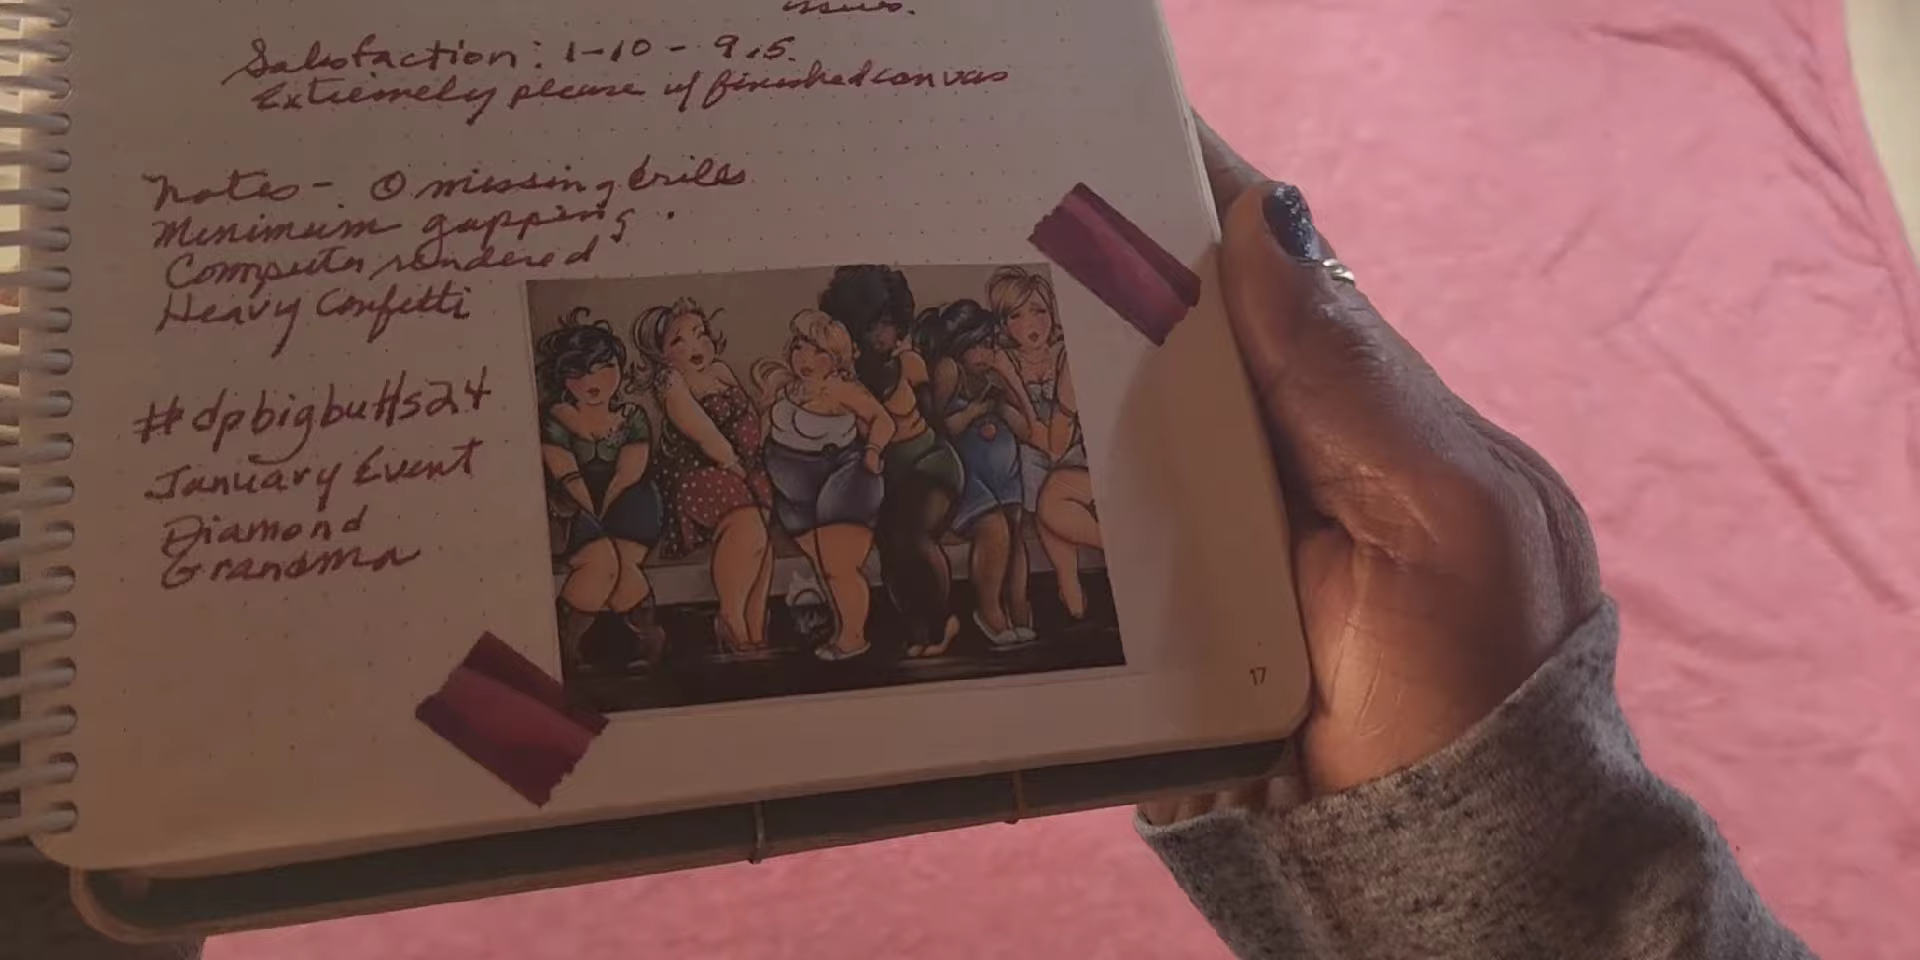 issues.
Satisfaction: 1-10 - 9.5.
Extremely please w/ finished canvas
Notes - 0 missing drills
Minimum gapping.
Computer rendered
Heavy Confetti
#dpbigbutts24
January Event
Diamond
Grandma
17